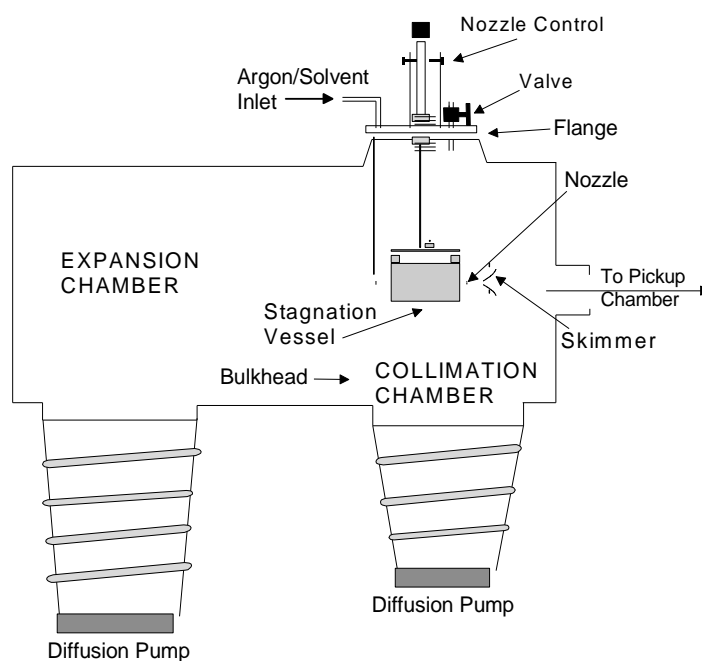 Nozzle Control
Argon/Solvent
Inlet
Valve
Flange
Nozzle
EXPANSION
CHAMBER
To Pickup
Chamber
Stagnation
Vessel
Skimmer
Bulkhead
COLLIMATION
CHAMBER
Diffusion Pump
Diffusion Pump